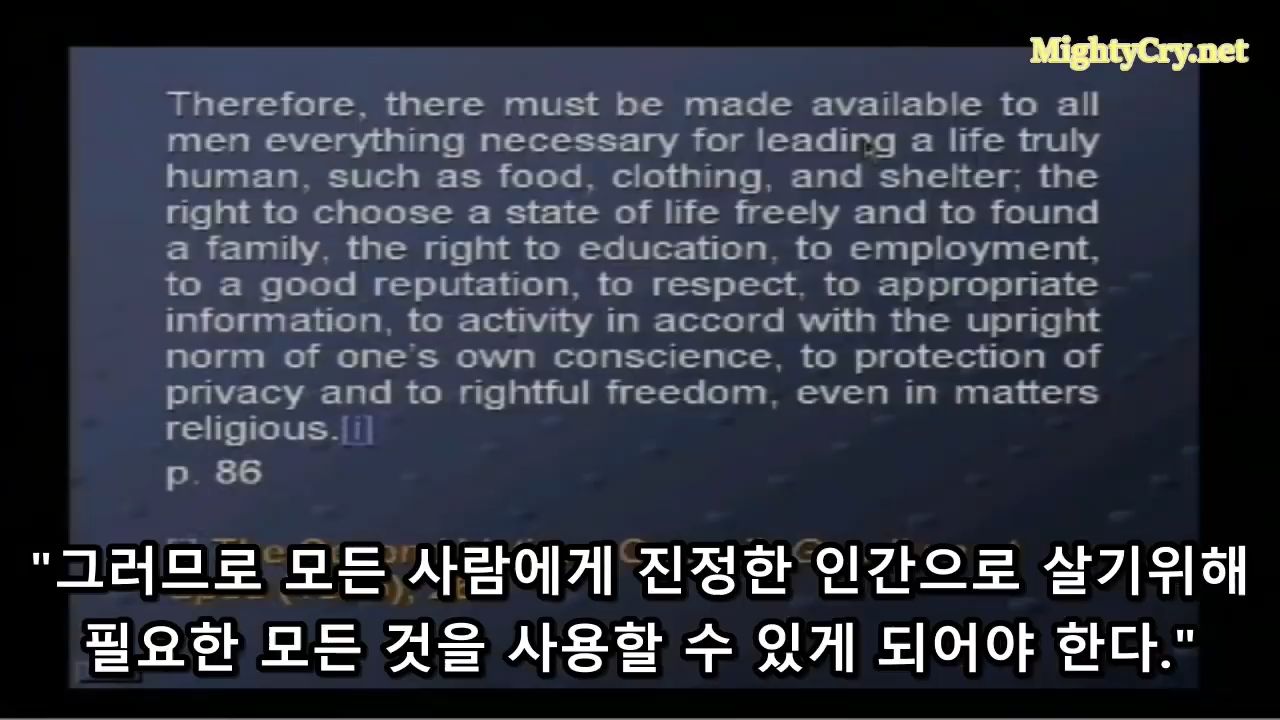 MightyCry.net
Therefore, there must be made available to all
men everything necessary for leading a life truly
human, such as food, clothing, and shelter; the
right to choose a state of life freely and to found
a family, the right to education, to employment,
to a good reputation, to respect, to appropriate
information, to activity in accord with the upright
norm of one's own conscience, to protection of
privacy and to rightful freedom, even in matters
religious.[i]
p. 86
"그러므로 모든 사람에게 진정한 인간으로 살기위해
필요한 모든 것을 사용할 수 있게 되어야 한다."